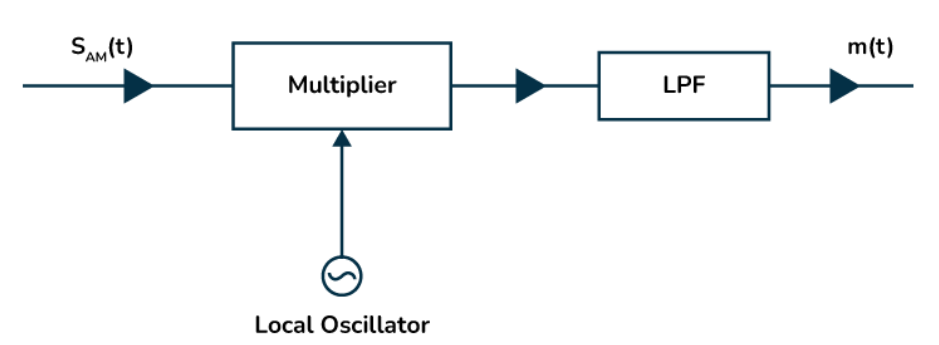 S_AM(t)
m(t)
Multiplier
LPF
Local Oscillator